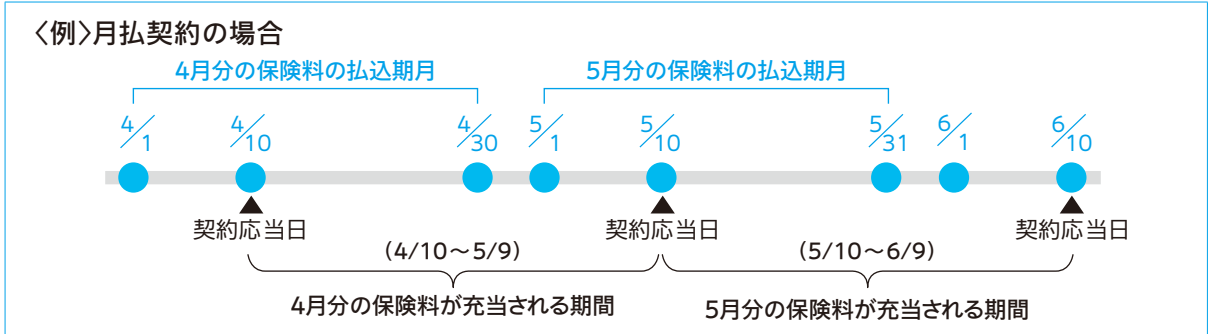 〈例〉月払契約の場合
4月分の保険料の払込期月 5月分の保険料の払込期月
4/1 4/10 4/30 5/1 5/10 5/31 6/1 6/10
契約応当日 契約応当日 契約応当日
(4/10～5/9) (5/10～6/9)
4月分の保険料が充当される期間 5月分の保険料が充当される期間